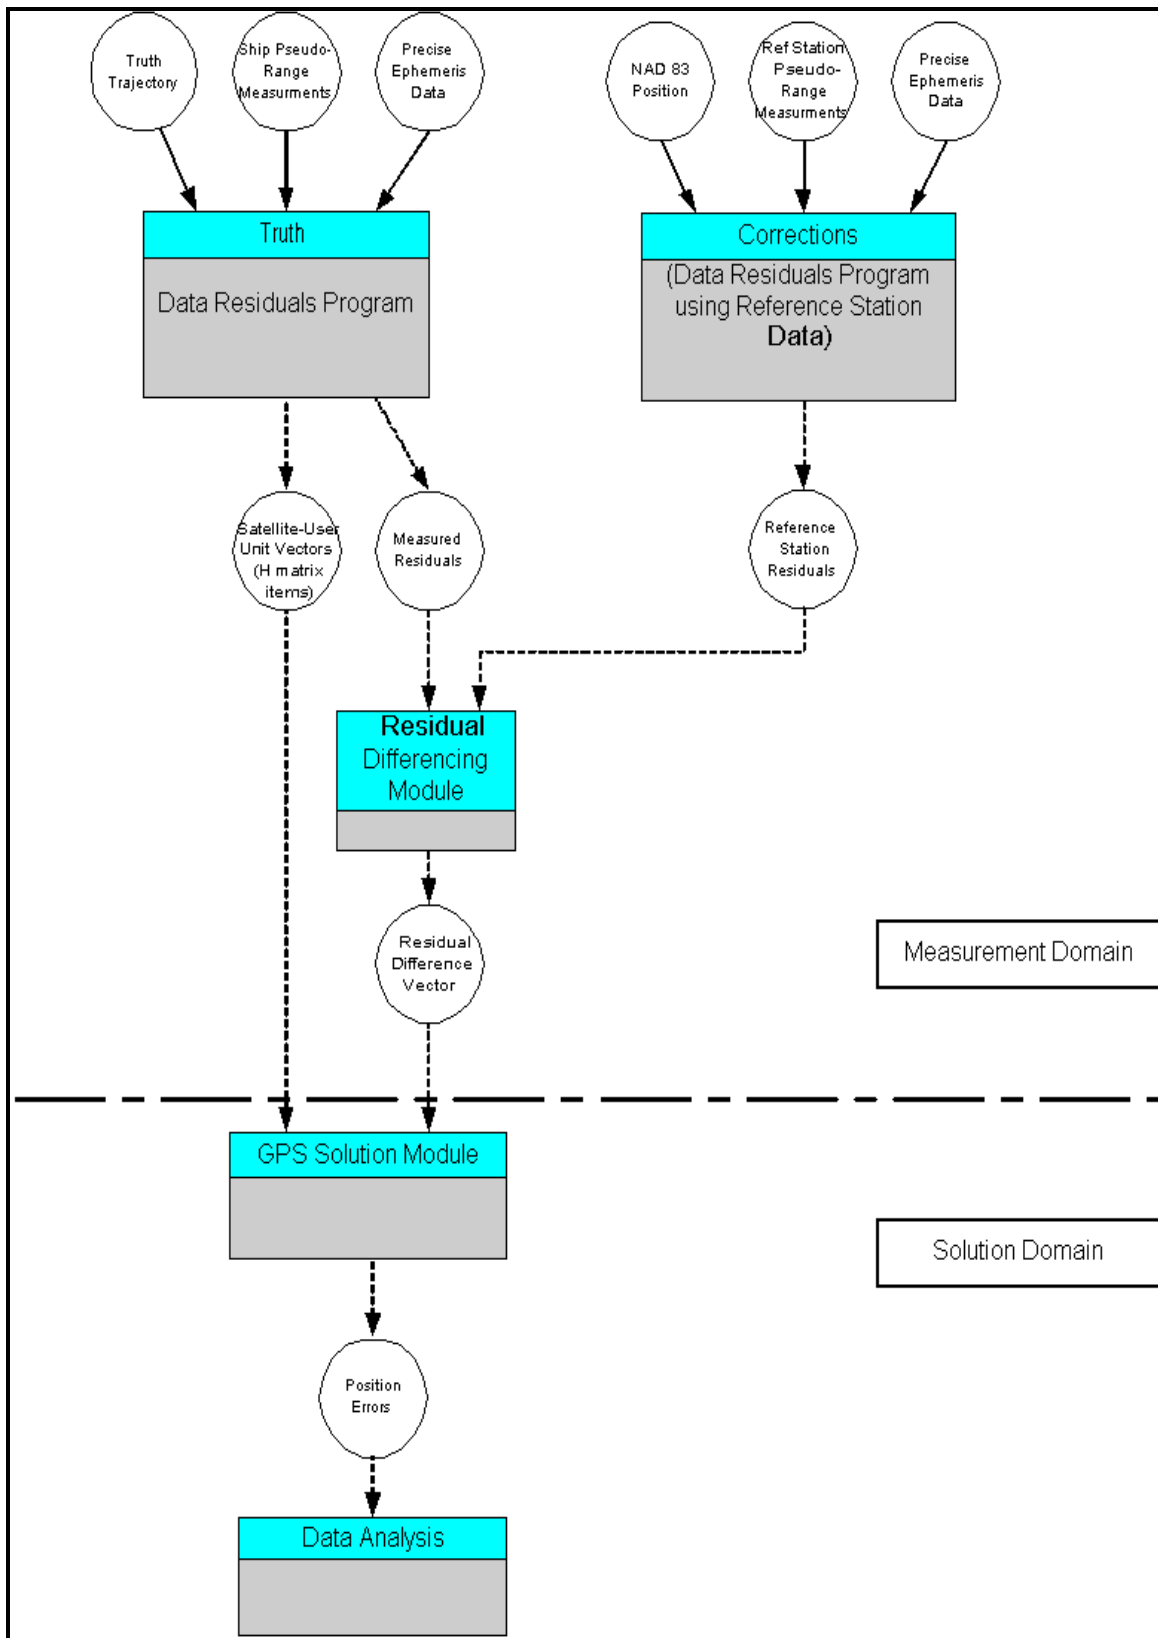 Truth
Trajectory
Ship Pseudo-
Range
Measurments
Precise
Ephemeris
Data
NAD 83
Position
Ref Station
Pseudo-
Range
Measurments
Precise
Ephemeris
Data
Truth
Data Residuals Program
Corrections
(Data Residuals Program
using Reference Station
Data)
Satellite-User
Unit Vectors
(H matrix
items)
Measured
Residuals
Reference
Station
Residuals
Residual
Differencing
Module
Residual
Difference
Vector
Measurement Domain
GPS Solution Module
Solution Domain
Position
Errors
Data Analysis